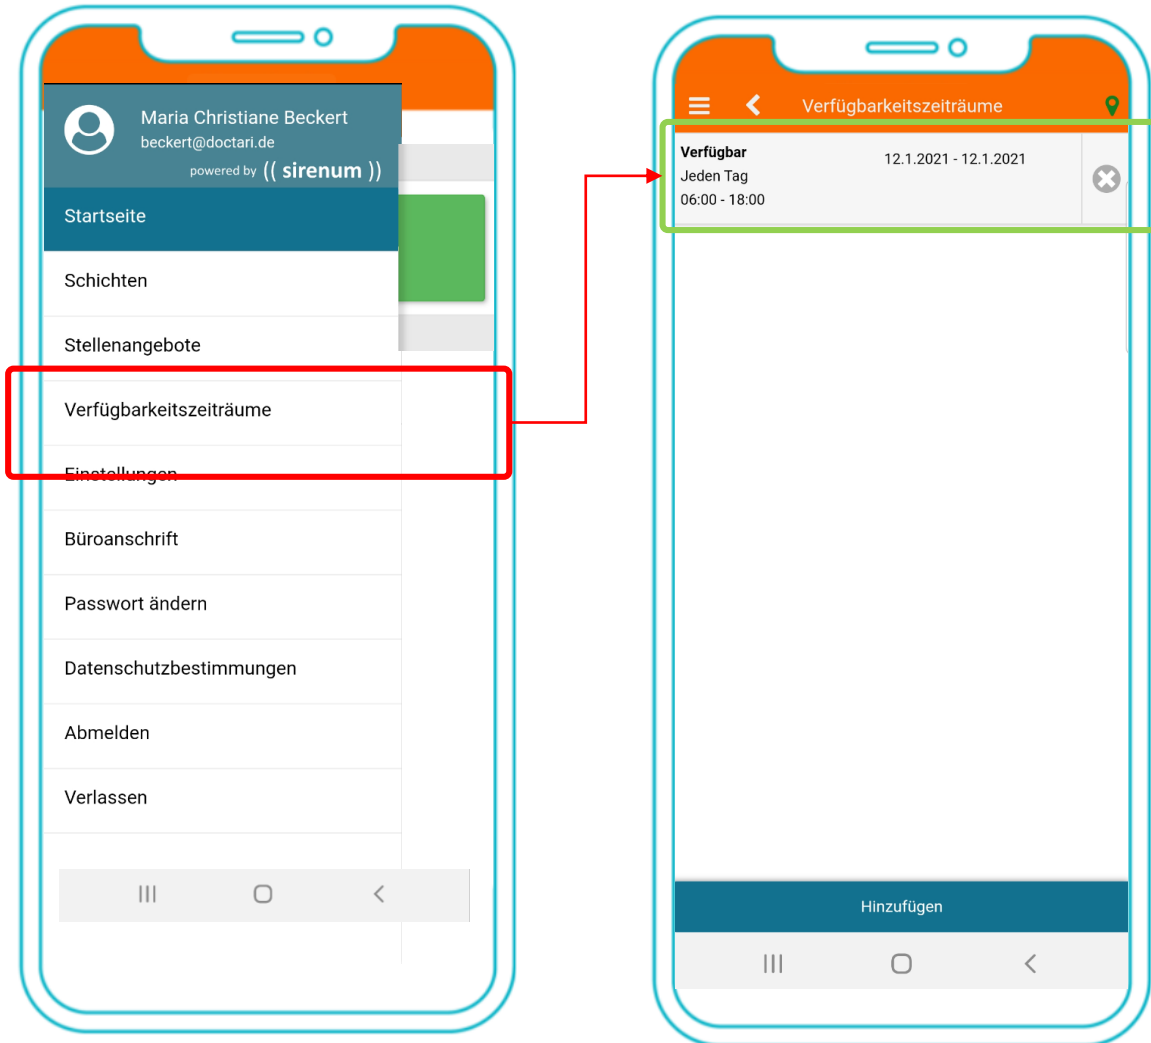 Maria Christiane Beckert
beckert@doctari.de
powered by (( sirenum ))
Startseite
Schichten
Stellenangebote
Verfügbarkeitszeiträume
Einstellungen
Büroanschrift
Passwort ändern
Datenschutzbestimmungen
Abmelden
Verlassen
Verfügbarkeitszeiträume
Verfügbar
12.1.2021 - 12.1.2021
Jeden Tag
06:00 - 18:00
Hinzufügen